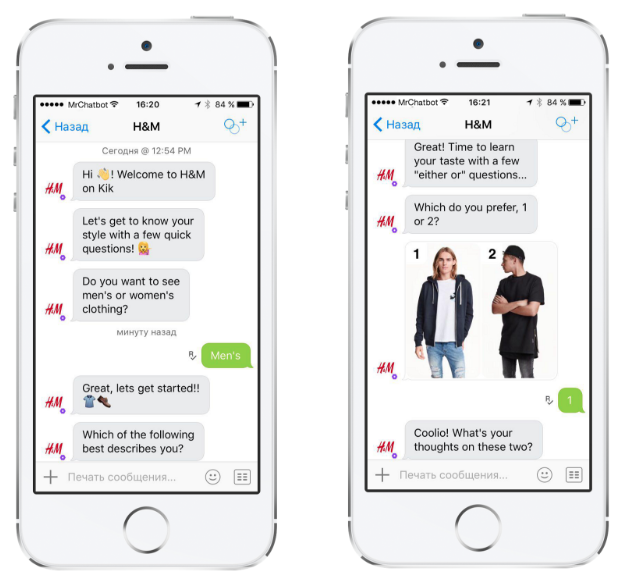 MrChatbot 16:20 84 %
Назад H&M
Сегодня @ 12:54 PM
Hi 👋! Welcome to H&M
on Kik
H&M
Let's get to know your
style with a few quick
questions! 🙎🏼
H&M
Do you want to see
men's or women's
clothing?
H&M
минуту назад
R Men's
Great, lets get started!!
👕👞
H&M
Which of the following
best describes you?
H&M
Печать сообщения...
MrChatbot 16:21 84 %
Назад H&M
Great! Time to learn
your taste with a few
"either or" questions...
H&M
Which do you prefer, 1
or 2?
H&M
1 2
H&M
R 1
Coolio! What's your
thoughts on these two?
H&M
Печать сообщения...